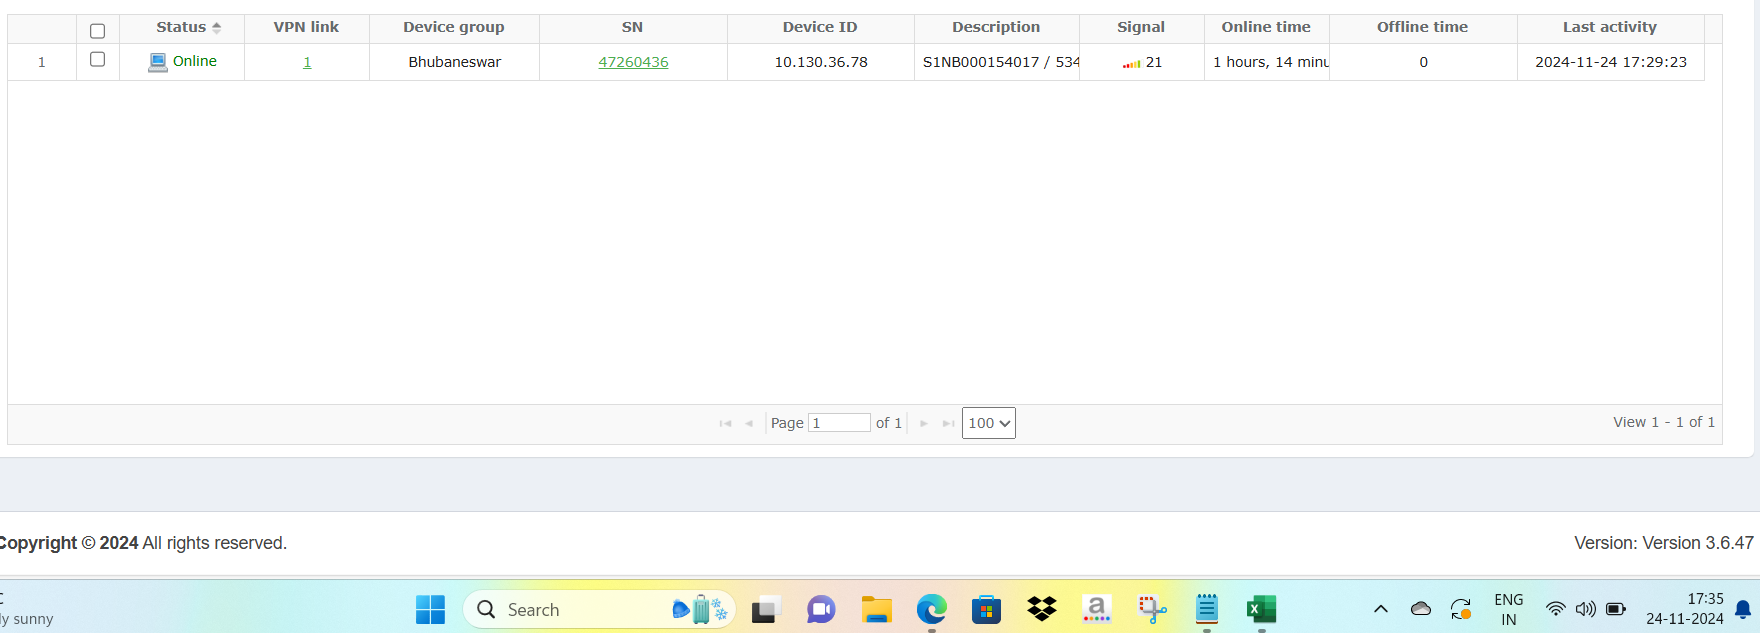 Status VPN link Device group SN Device ID Description Signal Online time Offline time Last activity
1 Online 1 Bhubaneswar 47260436 10.130.36.78 S1NB000154017 / 534 21 1 hours, 14 minu 0 2024-11-24 17:29:23
Page 1 of 1 100 View 1 - 1 of 1
Copyright © 2024 All rights reserved. Version: Version 3.6.47
Search ENG 17:35
sunny IN 24-11-2024